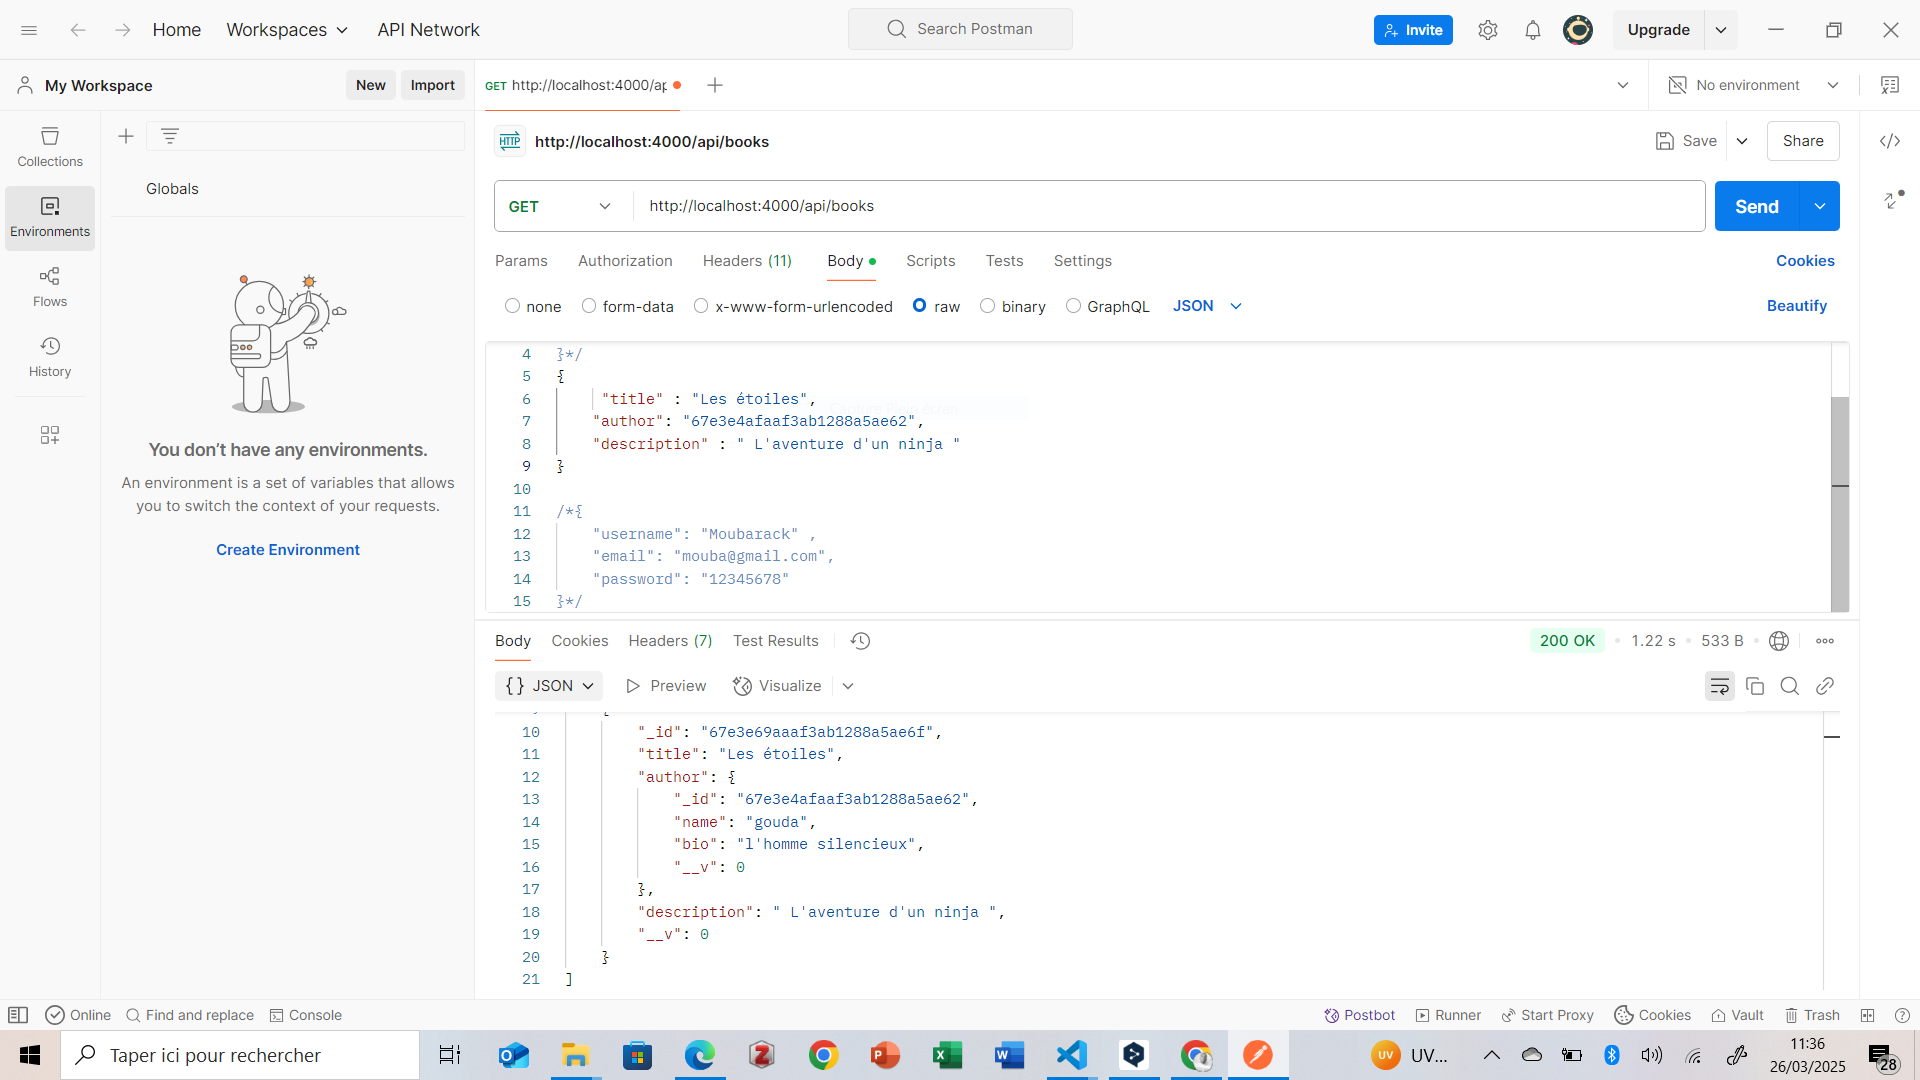 Home Workspaces API Network Search Postman Invite Upgrade
My Workspace New Import GET http://localhost:4000/ap No environment
HTTP http://localhost:4000/api/books Save Share
Collections
Environments
Flows
History
Globals
You don't have any environments.
An environment is a set of variables that allows
you to switch the context of your requests.
Create Environment
GET http://localhost:4000/api/books Send
Params Authorization Headers (11) Body Scripts Tests Settings Cookies
none form-data x-www-form-urlencoded raw binary GraphQL JSON Beautify
4 }*/
5 {
6 "title" : "Les étoiles",
7 "author": "67e3e4afaaf3ab1288a5ae62",
8 "description" : " L'aventure d'un ninja "
9 }
10
11 /*{
12 "username": "Moubarack" ,
13 "email": "mouba@gmail.com",
14 "password": "12345678"
15 }*/
Body Cookies Headers (7) Test Results 200 OK 1.22 s 533 B
{} JSON Preview Visualize
10 "_id": "67e3e69aaaf3ab1288a5ae6f",
11 "title": "Les étoiles",
12 "author": {
13 "_id": "67e3e4afaaf3ab1288a5ae62",
14 "name": "gouda",
15 "bio": "l'homme silencieux",
16 "__v": 0
17 },
18 "description": " L'aventure d'un ninja ",
19 "__v": 0
20 }
21 ]
Online Find and replace Console Postbot Runner Start Proxy Cookies Vault Trash
Taper ici pour rechercher UV UV... 11:36
26/03/2025 28